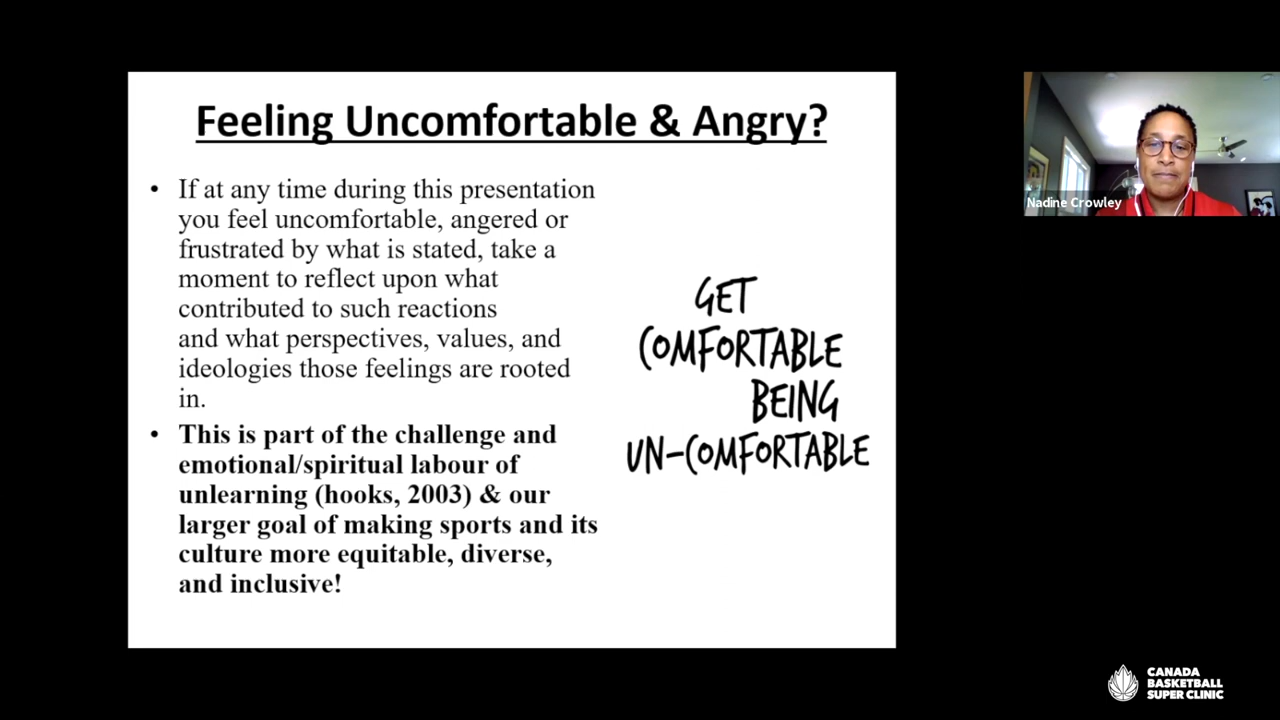 Feeling Uncomfortable & Angry?
• If at any time during this presentation
you feel uncomfortable, angered or
frustrated by what is stated, take a
moment to reflect upon what
contributed to such reactions
and what perspectives, values, and
ideologies those feelings are rooted
in.
• This is part of the challenge and
emotional/spiritual labour of
unlearning (hooks, 2003) & our
larger goal of making sports and its
culture more equitable, diverse,
and inclusive!
GET
COMFORTABLE
BEING
UN-COMFORTABLE
Nadine Crowley
CANADA
BASKETBALL
SUPER CLINIC